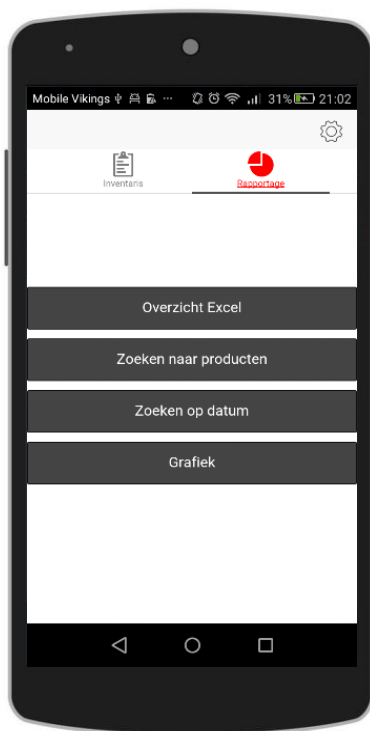 Mobile Vikings ... 31% 21:02
Inventaris Rapportage
Overzicht Excel
Zoeken naar producten
Zoeken op datum
Grafiek